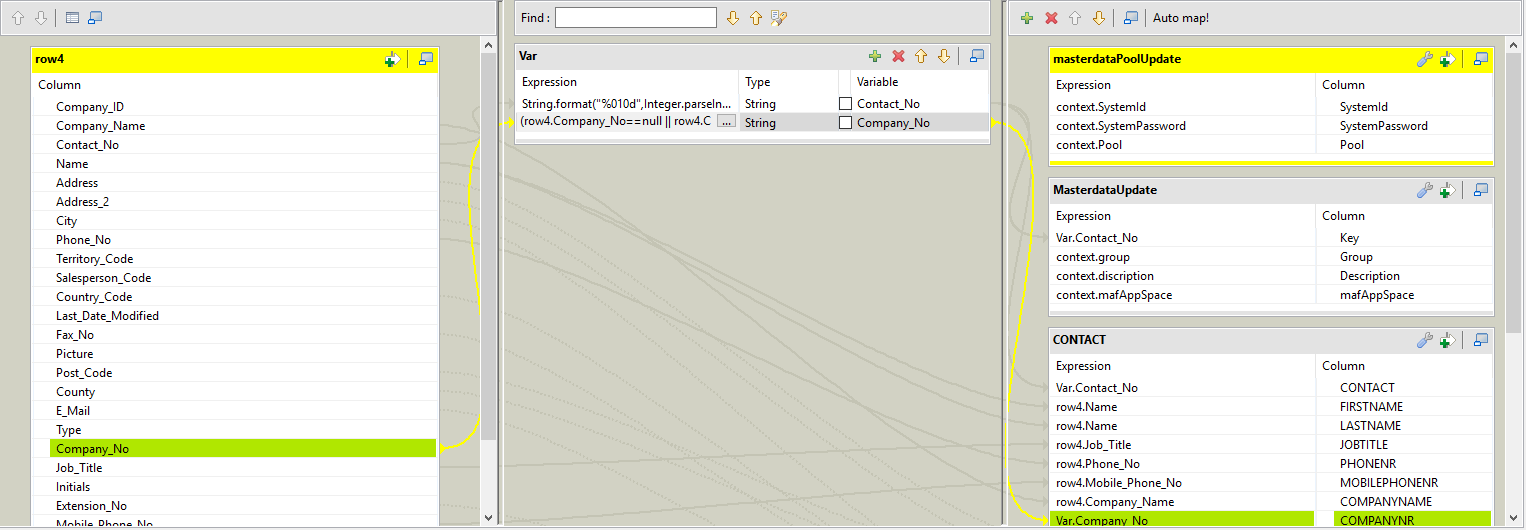 row4
Column
Company_ID
Company_Name
Contact_No
Name
Address
Address_2
City
Phone_No
Territory_Code
Salesperson_Code
Country_Code
Last_Date_Modified
Fax_No
Picture
Post_Code
County
E_Mail
Type
Company_No
Job_Title
Initials
Extension_No
Mobile_Phone_No
Find :
Var
Expression Type Variable
String.format("%010d",Integer.parseIn... String Contact_No
(row4.Company_No==null || row4.C ... String Company_No
Auto map!
masterdataPoolUpdate
Expression Column
context.SystemId SystemId
context.SystemPassword SystemPassword
context.Pool Pool
MasterdataUpdate
Expression Column
Var.Contact_No Key
context.group Group
context.discription Description
context.mafAppSpace mafAppSpace
CONTACT
Expression Column
Var.Contact_No CONTACT
row4.Name FIRSTNAME
row4.Name LASTNAME
row4.Job_Title JOBTITLE
row4.Phone_No PHONENR
row4.Mobile_Phone_No MOBILEPHONENR
row4.Company_Name COMPANYNAME
Var.Company_No COMPANYNR